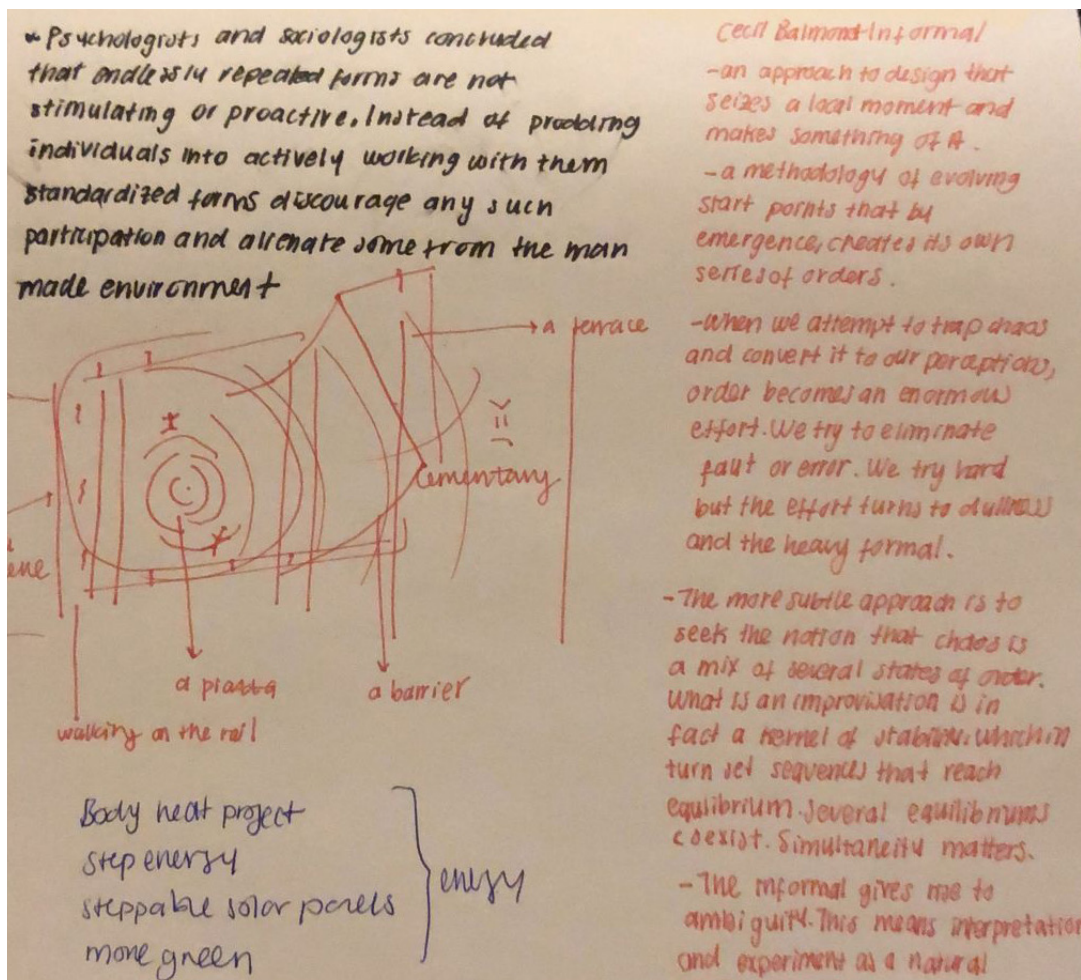 * Psychologists and sociologists concluded
that endlessly repeated forms are not
stimulating or proactive. Instead of prodding
individuals into actively working with them
standardized forms discourage any such
participation and alienate some from the man
made environment
a terrace
cementary
a piazza
a barrier
walking on the rail
Body heat project
step energy
steppable solar panels
more green
energy
Cecil Balmond-Informal
-an approach to design that
seizes a local moment and
makes something of it.
-a methodology of evolving
start points that by
emergence, creates its own
series of orders.
-When we attempt to trap chaos
and convert it to our perceptions,
order becomes an enormous
effort. We try to eliminate
fault or error. We try hard
but the effort turns to dullness
and the heavy formal.
-The more subtle approach is to
seek the notion that chaos is
a mix of several states of order.
What is an improvisation is in
fact a kernel of stability, which in
turn set sequences that reach
equlibrium. Several equilibriums
coexist. Simultaneity matters.
-The informal gives rise to
ambiguity. This means interpretation
and experiment as a natural